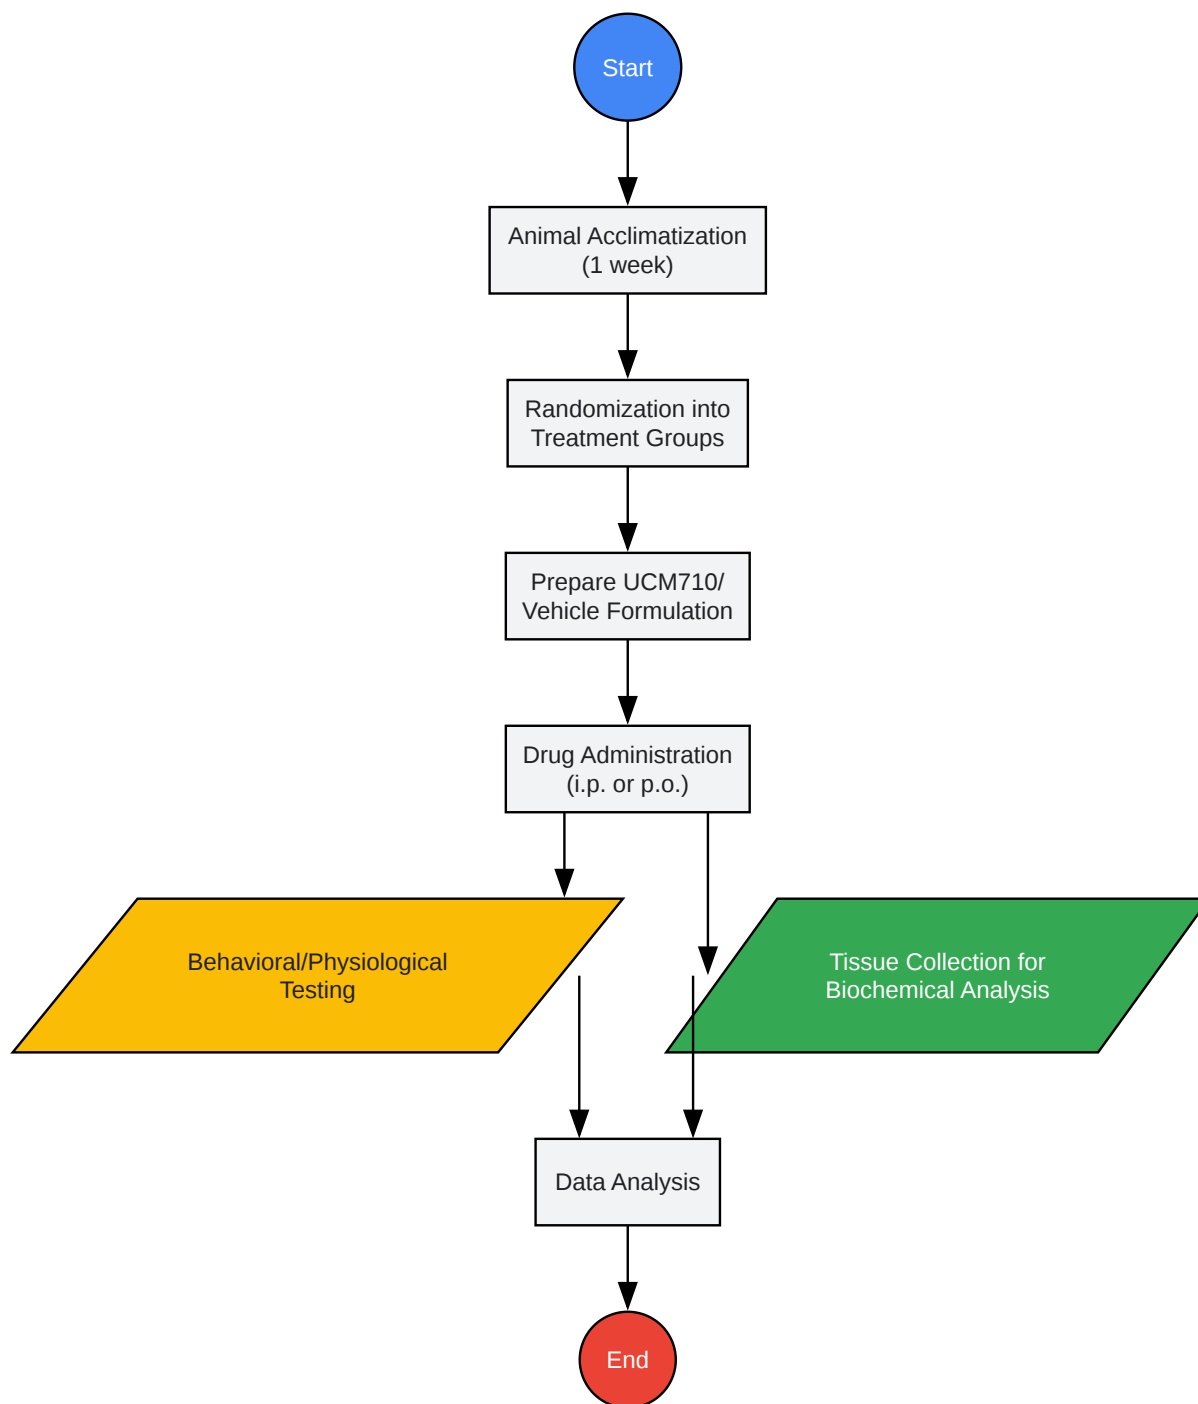 Start
Animal Acclimatization
(1 week)
Randomization into
Treatment Groups
Prepare UCM710/
Vehicle Formulation
Drug Administration
(i.p. or p.o.)
Behavioral/Physiological
Testing
Tissue Collection for
Biochemical Analysis
Data Analysis
End